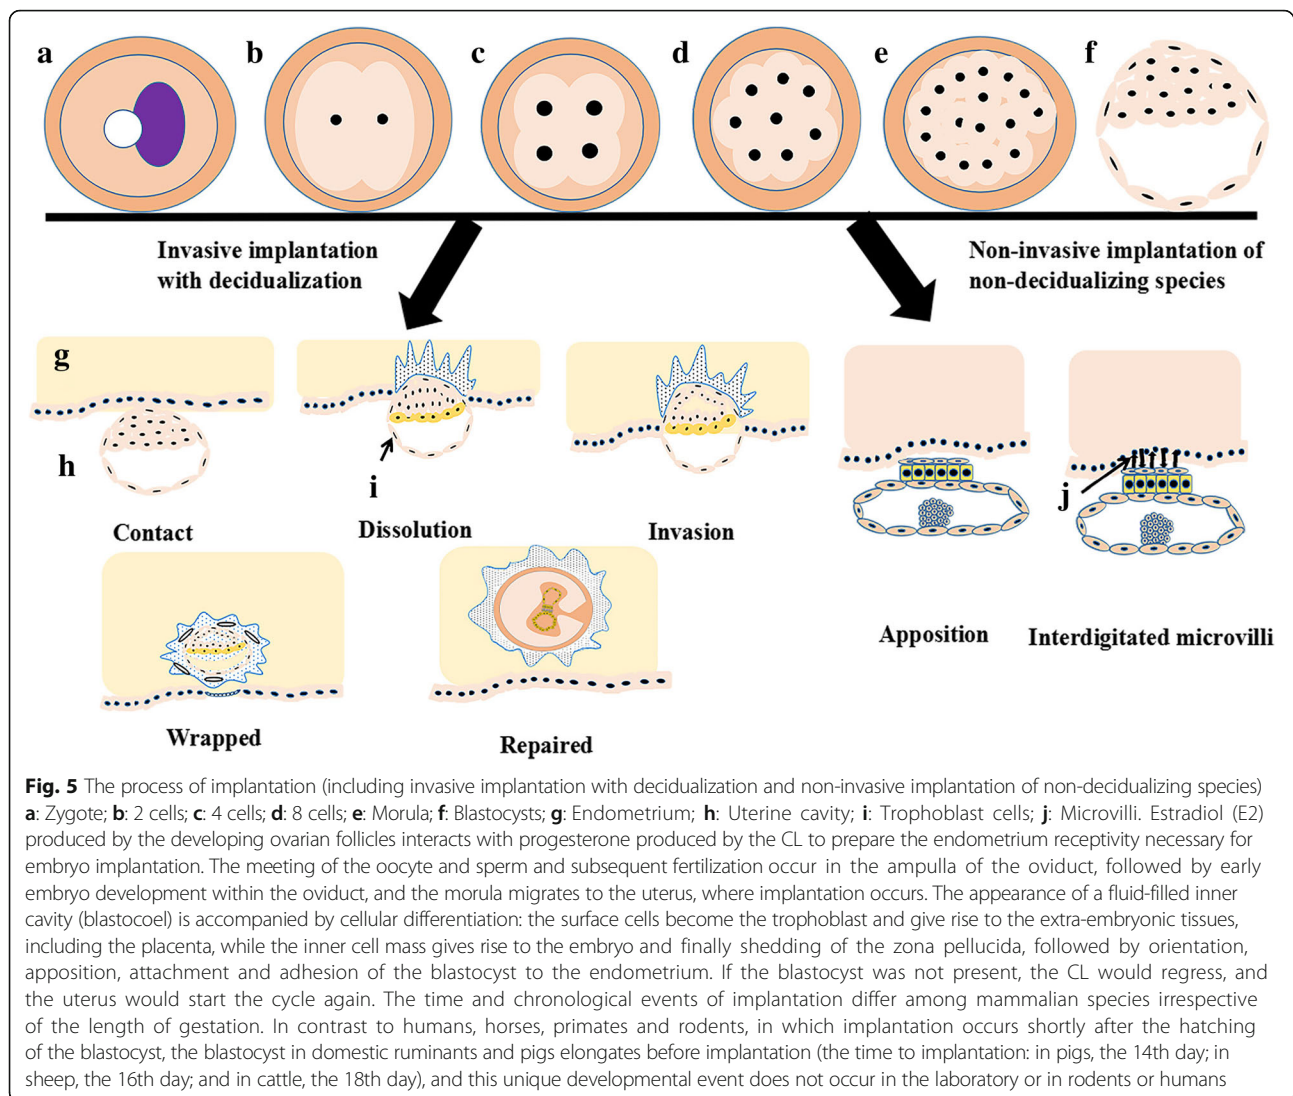 a
b
c
d
e
f
Invasive implantation
with decidualization
Non-invasive implantation of
non-decidualizing species
g
h
i
j
Contact
Dissolution
Invasion
Apposition
Interdigitated microvilli
Wrapped
Repaired
Fig. 5 The process of implantation (including invasive implantation with decidualization and non-invasive implantation of non-decidualizing species)
a: Zygote; b: 2 cells; c: 4 cells; d: 8 cells; e: Morula; f: Blastocysts; g: Endometrium; h: Uterine cavity; i: Trophoblast cells; j: Microvilli. Estradiol (E2)
produced by the developing ovarian follicles interacts with progesterone produced by the CL to prepare the endometrium receptivity necessary for
embryo implantation. The meeting of the oocyte and sperm and subsequent fertilization occur in the ampulla of the oviduct, followed by early
embryo development within the oviduct, and the morula migrates to the uterus, where implantation occurs. The appearance of a fluid-filled inner
cavity (blastocoel) is accompanied by cellular differentiation: the surface cells become the trophoblast and give rise to the extra-embryonic tissues,
including the placenta, while the inner cell mass gives rise to the embryo and finally shedding of the zona pellucida, followed by orientation,
apposition, attachment and adhesion of the blastocyst to the endometrium. If the blastocyst was not present, the CL would regress, and
the uterus would start the cycle again. The time and chronological events of implantation differ among mammalian species irrespective
of the length of gestation. In contrast to humans, horses, primates and rodents, in which implantation occurs shortly after the hatching
of the blastocyst, the blastocyst in domestic ruminants and pigs elongates before implantation (the time to implantation: in pigs, the 14th day; in
sheep, the 16th day; and in cattle, the 18th day), and this unique developmental event does not occur in the laboratory or in rodents or humans